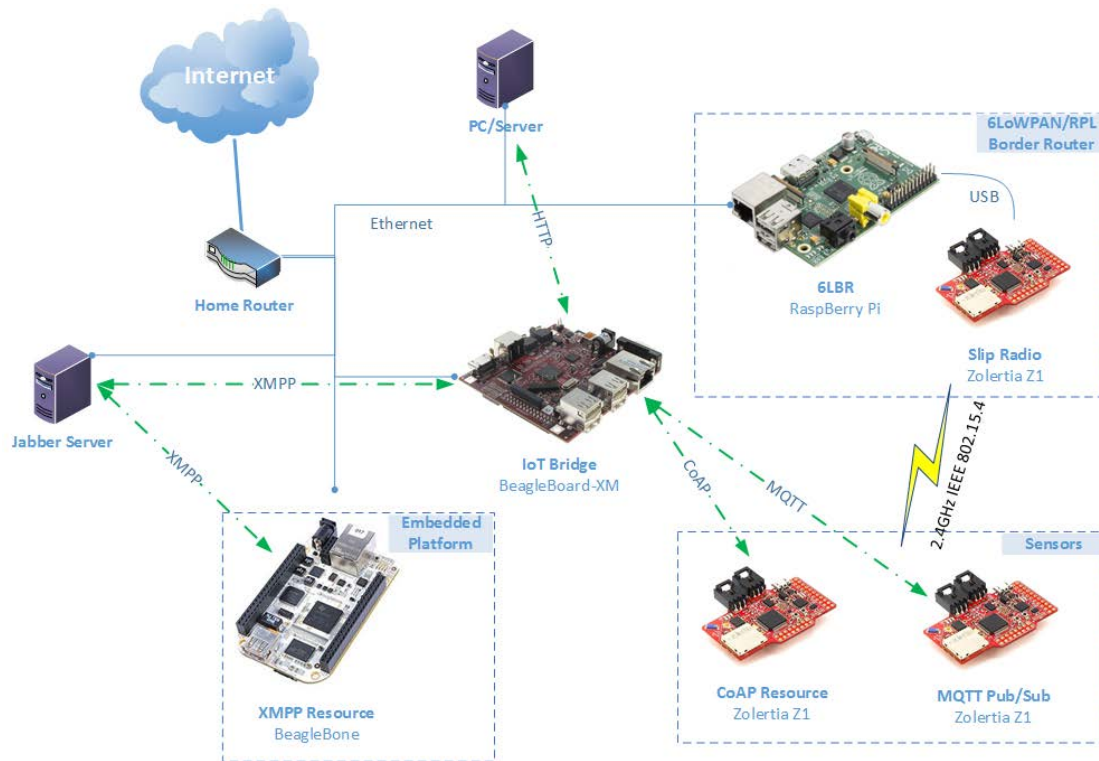 Internet
PC/Server
6LoWPAN/RPL
Border Router
USB
Ethernet
HTTP
Home Router
6LBR
RaspBerry Pi
Slip Radio
Zolertia Z1
XMPP
Jabber Server
IoT Bridge
BeagleBoard-XM
XMPP
CoAP
MQTT
2.4GHz IEEE 802.15.4
Embedded
Platform
Sensors
XMPP Resource
BeagleBone
CoAP Resource
Zolertia Z1
MQTT Pub/Sub
Zolertia Z1